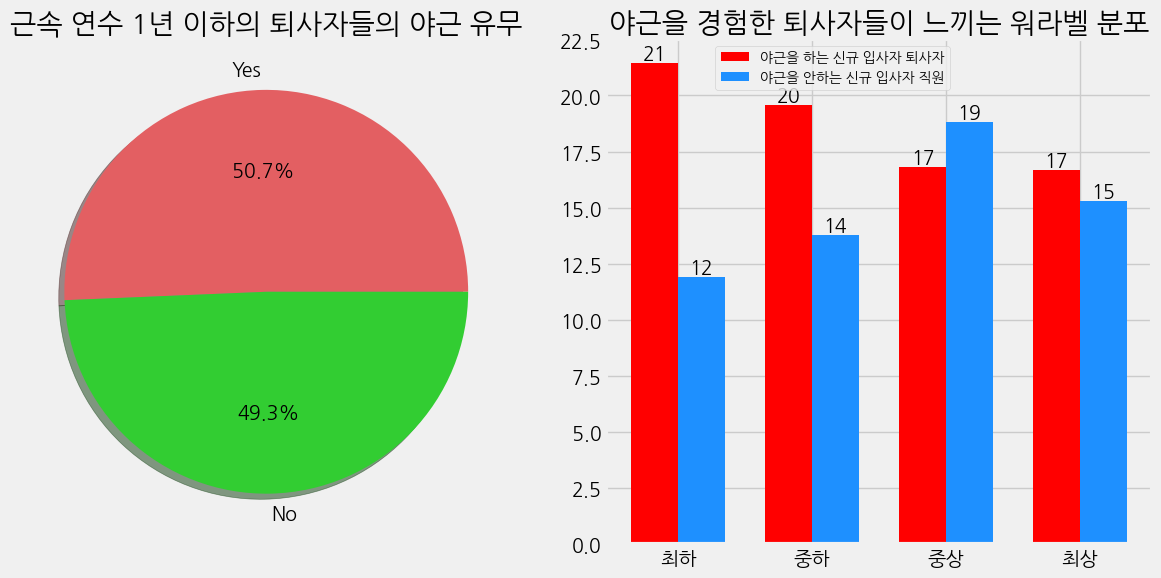 근속 연수 1년 이하의 퇴사자들의 야근 유무
Yes
50.7%
49.3%
No
야근을 경험한 퇴사자들이 느끼는 워라벨 분포
야근을 하는 신규 입사자 퇴사자
야근을 안하는 신규 입사자 직원
22.5
20.0
17.5
15.0
12.5
10.0
7.5
5.0
2.5
0.0
21
12
20
14
17
19
17
15
최하
중하
중상
최상